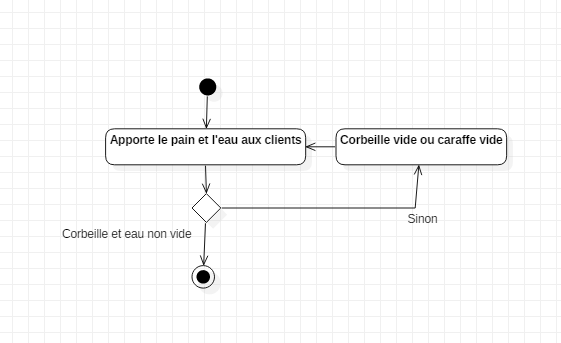 Apporte le pain et l'eau aux clients
Corbeille vide ou caraffe vide
Sinon
Corbeille et eau non vide